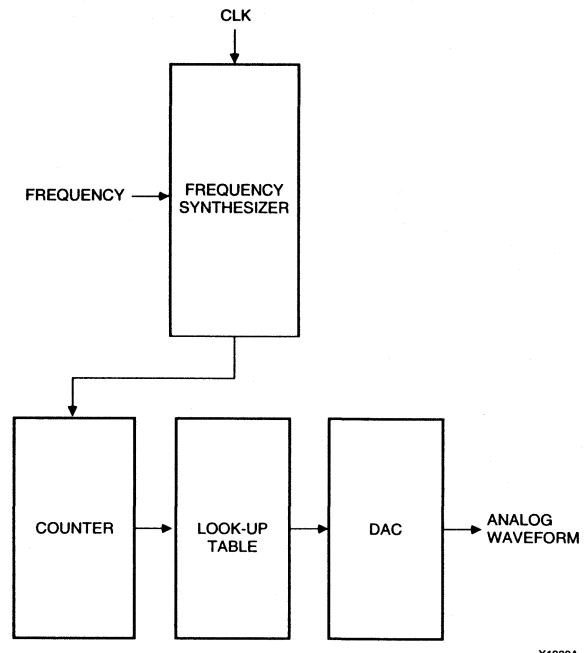 CLK
FREQUENCY
FREQUENCY
SYNTHESIZER
COUNTER
LOOK-UP
TABLE
DAC
ANALOG
WAVEFORM